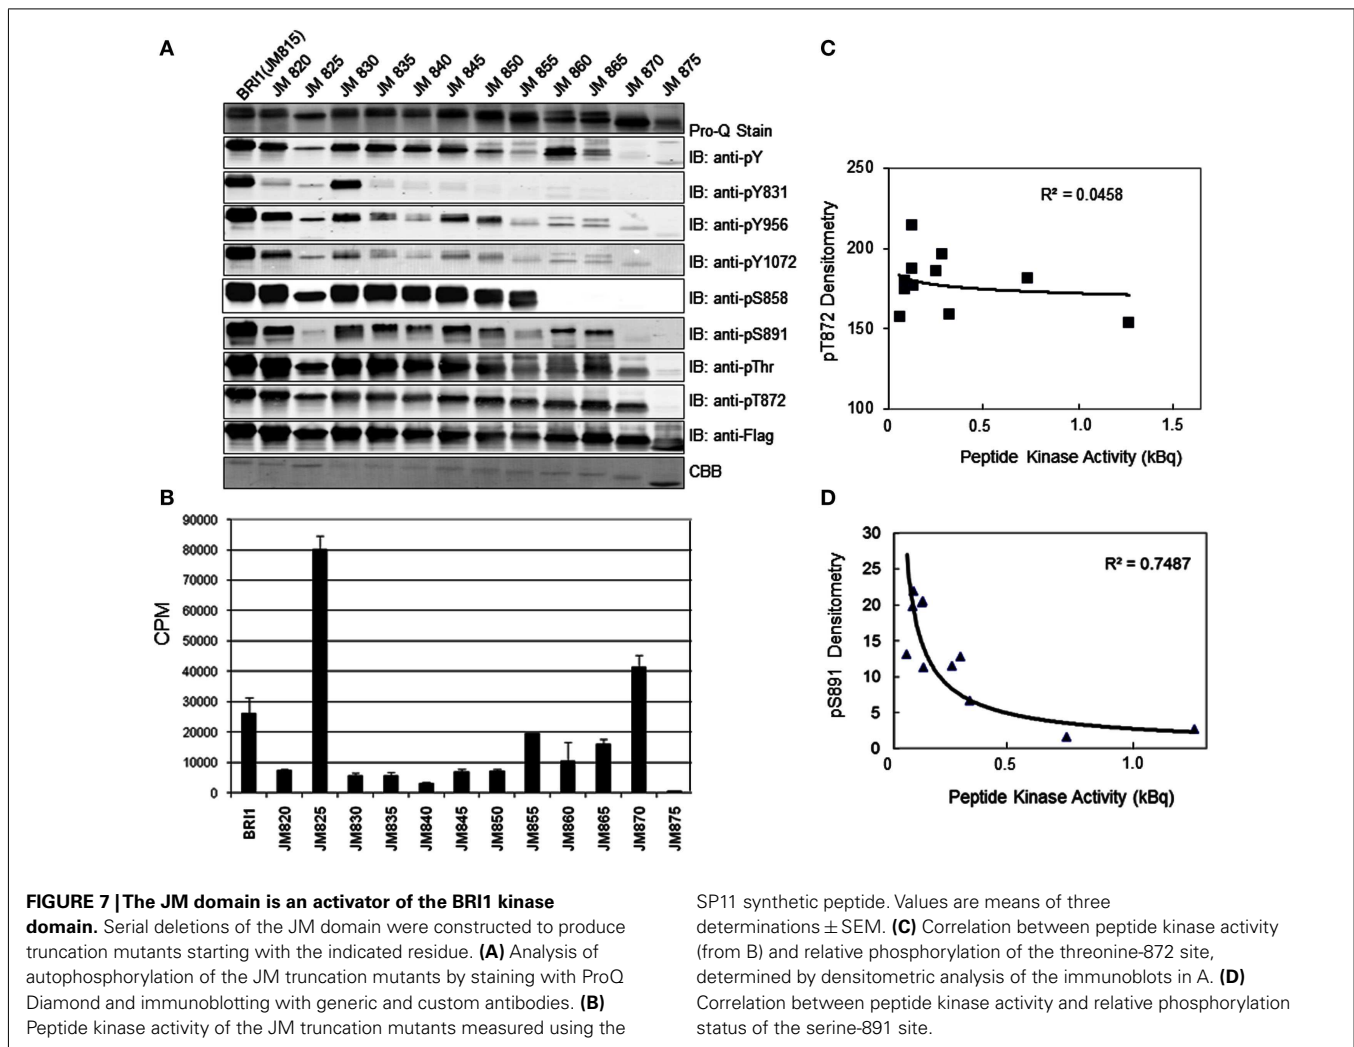 A
BRI1(JM815)
JM 820
JM 825
JM 830
JM 835
JM 840
JM 845
JM 850
JM 855
JM 860
JM 865
JM 870
JM 875
Pro-Q Stain
IB: anti-pY
IB: anti-pY831
IB: anti-pY956
IB: anti-pY1072
IB: anti-pS858
IB: anti-pS891
IB: anti-pThr
IB: anti-pT872
IB: anti-Flag
CBB
B
CPM
90000
80000
70000
60000
50000
40000
30000
20000
10000
0
BRI1
JM820
JM825
JM830
JM835
JM840
JM845
JM850
JM855
JM860
JM865
JM870
JM875
C
pT872 Densitometry
250
200
150
100
R² = 0.0458
0
0.5
1.0
1.5
Peptide Kinase Activity (kBq)
D
pS891 Densitometry
30
25
20
15
10
5
0
R² = 0.7487
0
0.5
1.0
Peptide Kinase Activity (kBq)
FIGURE 7 | The JM domain is an activator of the BRI1 kinase
domain. Serial deletions of the JM domain were constructed to produce
truncation mutants starting with the indicated residue. (A) Analysis of
autophosphorylation of the JM truncation mutants by staining with ProQ
Diamond and immunoblotting with generic and custom antibodies. (B)
Peptide kinase activity of the JM truncation mutants measured using the
SP11 synthetic peptide. Values are means of three
determinations ± SEM. (C) Correlation between peptide kinase activity
(from B) and relative phosphorylation of the threonine-872 site,
determined by densitometric analysis of the immunoblots in A. (D)
Correlation between peptide kinase activity and relative phosphorylation
status of the serine-891 site.